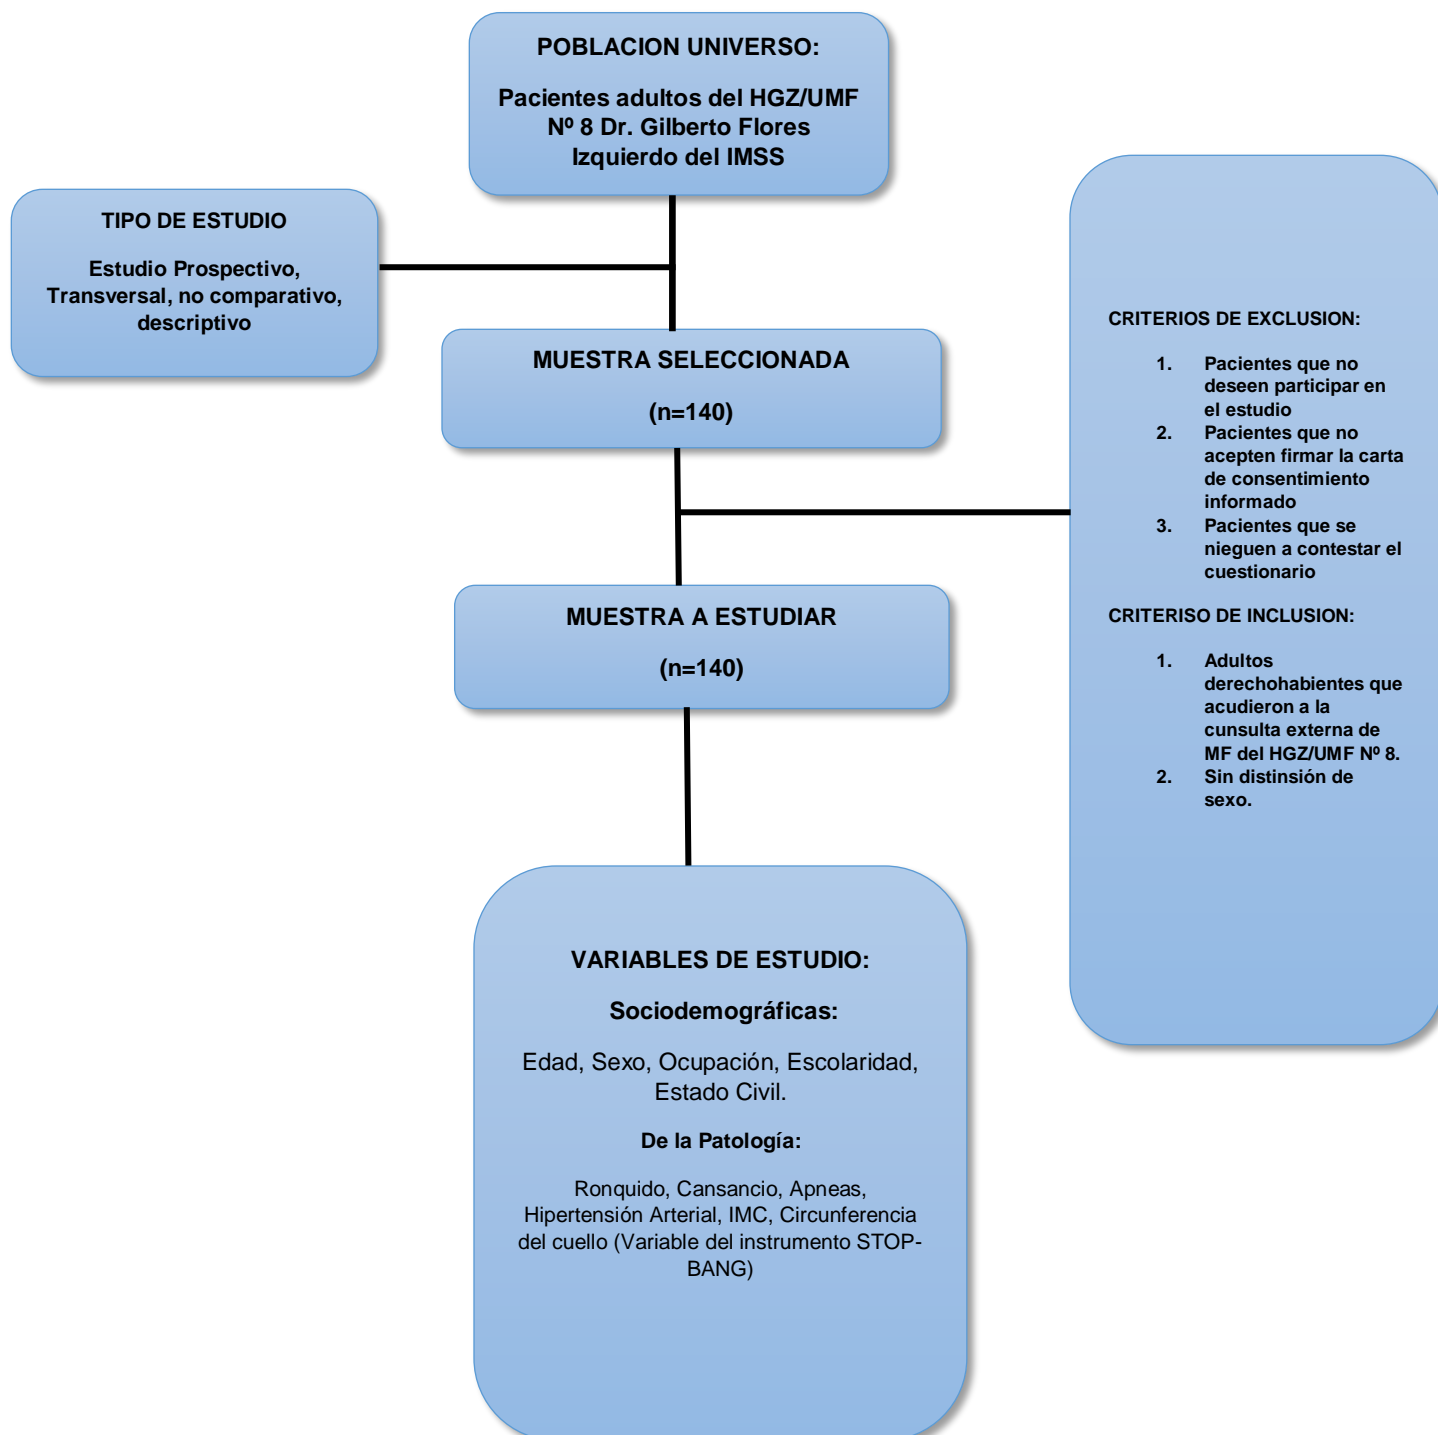 POBLACION UNIVERSO:
Pacientes adultos del HGZ/UMF
Nº 8 Dr. Gilberto Flores
Izquierdo del IMSS
TIPO DE ESTUDIO
Estudio Prospectivo,
Transversal, no comparativo,
descriptivo
MUESTRA SELECCIONADA
(n=140)
CRITERIOS DE EXCLUSION:
1. Pacientes que no
deseen participar en
el estudio
2. Pacientes que no
acepten firmar la carta
de consentimiento
informado
3. Pacientes que se
nieguen a contestar el
cuestionario
CRITERISO DE INCLUSION:
1. Adultos
derechohabientes que
acudieron a la
cunsulta externa de
MF del HGZ/UMF Nº 8.
2. Sin distinsión de
sexo.
MUESTRA A ESTUDIAR
(n=140)
VARIABLES DE ESTUDIO:
Sociodemográficas:
Edad, Sexo, Ocupación, Escolaridad,
Estado Civil.
De la Patología:
Ronquido, Cansancio, Apneas,
Hipertensión Arterial, IMC, Circunferencia
del cuello (Variable del instrumento STOP-
BANG)